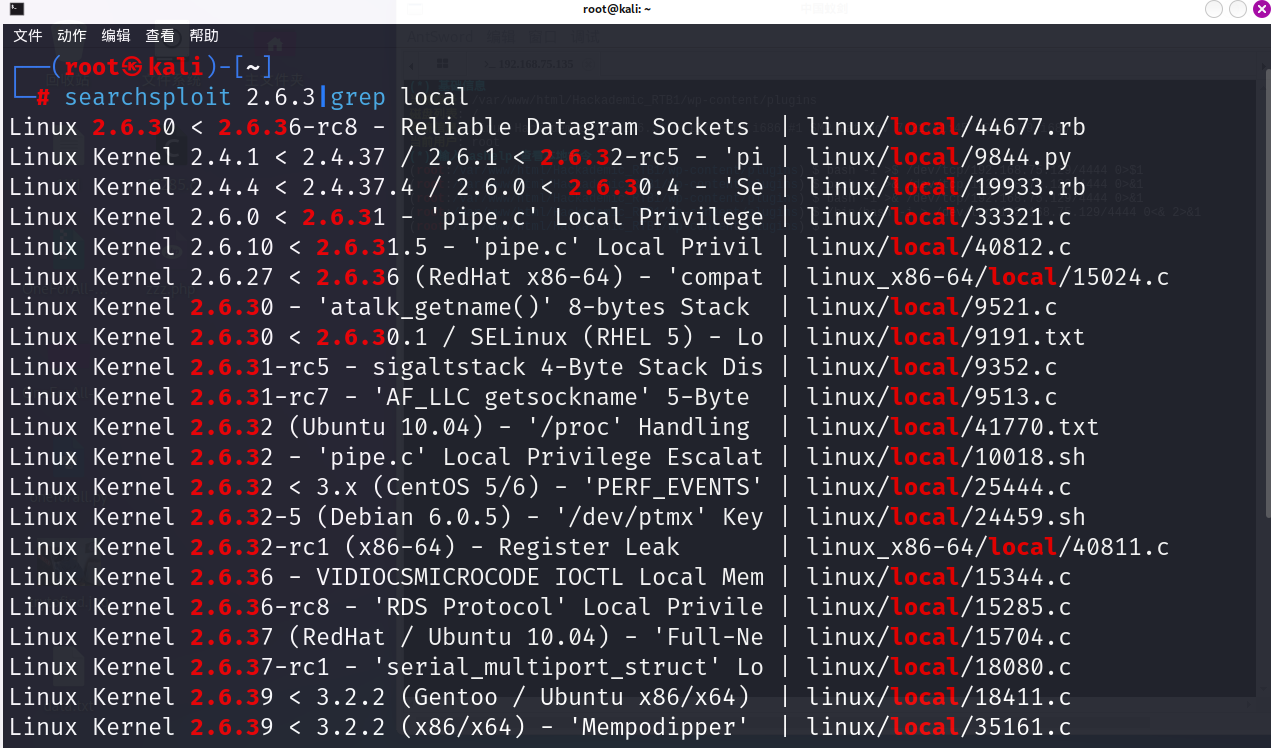 root@kali: ~
文件 动作 编辑 查看 帮助
┌──(root㉿kali)-[~]
└─# searchsploit 2.6.3|grep local
Linux 2.6.30 < 2.6.36-rc8 - Reliable Datagram Sockets | linux/local/44677.rb
Linux Kernel 2.4.1 < 2.4.37 / 2.6.1 < 2.6.32-rc5 - 'pi | linux/local/9844.py
Linux Kernel 2.4.4 < 2.4.37.4 / 2.6.0 < 2.6.30.4 - 'Se | linux/local/19933.rb
Linux Kernel 2.6.0 < 2.6.31 - 'pipe.c' Local Privilege | linux/local/33321.c
Linux Kernel 2.6.10 < 2.6.31.5 - 'pipe.c' Local Privil | linux/local/40812.c
Linux Kernel 2.6.27 < 2.6.36 (RedHat x86-64) - 'compat | linux_x86-64/local/15024.c
Linux Kernel 2.6.30 - 'atalk_getname()' 8-bytes Stack | linux/local/9521.c
Linux Kernel 2.6.30 < 2.6.30.1 / SELinux (RHEL 5) - Lo | linux/local/9191.txt
Linux Kernel 2.6.31-rc5 - sigaltstack 4-Byte Stack Dis | linux/local/9352.c
Linux Kernel 2.6.31-rc7 - 'AF_LLC getsockname' 5-Byte | linux/local/9513.c
Linux Kernel 2.6.32 (Ubuntu 10.04) - '/proc' Handling | linux/local/41770.txt
Linux Kernel 2.6.32 - 'pipe.c' Local Privilege Escalat | linux/local/10018.sh
Linux Kernel 2.6.32 < 3.x (CentOS 5/6) - 'PERF_EVENTS' | linux/local/25444.c
Linux Kernel 2.6.32-5 (Debian 6.0.5) - '/dev/ptmx' Key | linux/local/24459.sh
Linux Kernel 2.6.32-rc1 (x86-64) - Register Leak | linux_x86-64/local/40811.c
Linux Kernel 2.6.36 - VIDIOCSMICROCODE IOCTL Local Mem | linux/local/15344.c
Linux Kernel 2.6.36-rc8 - 'RDS Protocol' Local Privile | linux/local/15285.c
Linux Kernel 2.6.37 (RedHat / Ubuntu 10.04) - 'Full-Ne | linux/local/15704.c
Linux Kernel 2.6.37-rc1 - 'serial_multiport_struct' Lo | linux/local/18080.c
Linux Kernel 2.6.39 < 3.2.2 (Gentoo / Ubuntu x86/x64) | linux/local/18411.c
Linux Kernel 2.6.39 < 3.2.2 (x86/x64) - 'Mempodipper' | linux/local/35161.c